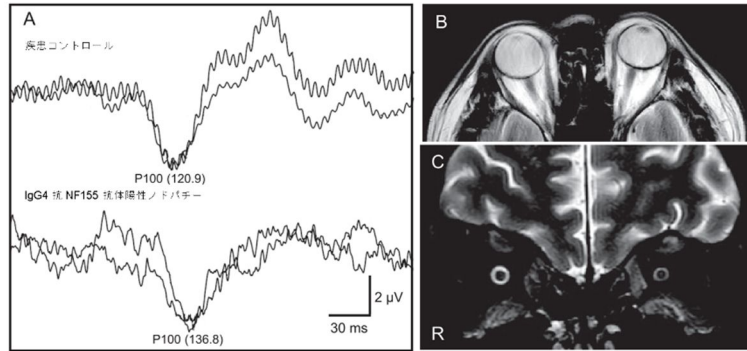 A
疾患コントロール
P100 (120.9)
IgG4 抗 NF155 抗体陽性ノドパチー
P100 (136.8)
2 μV
30 ms
B
C
R